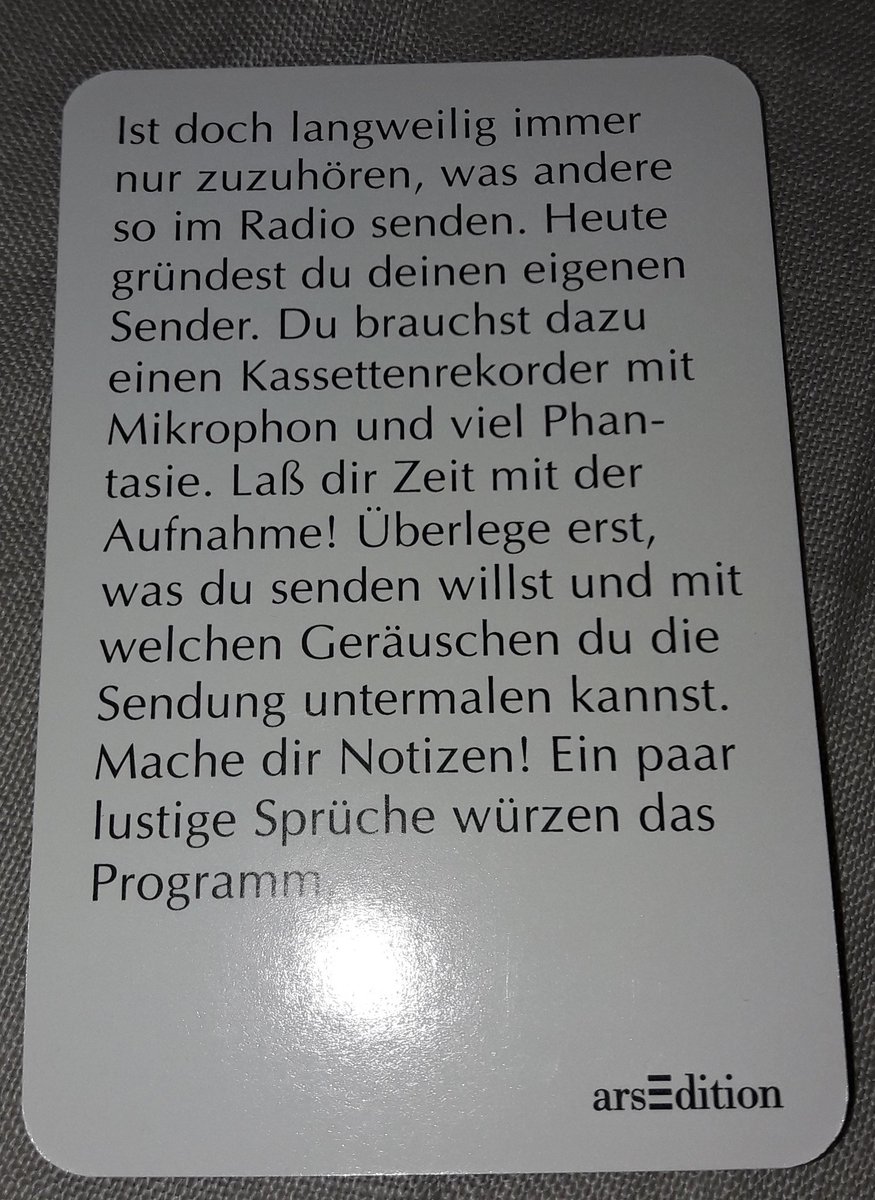 Ist doch langweilig immer
nur zuzuhören, was andere
so im Radio senden. Heute
gründest du deinen eigenen
Sender. Du brauchst dazu
einen Kassettenrekorder mit
Mikrophon und viel Phan-
tasie. Laß dir Zeit mit der
Aufnahme! Überlege erst,
was du senden willst und mit
welchen Geräuschen du die
Sendung untermalen kannst.
Mache dir Notizen! Ein paar
lustige Sprüche würzen das
Programm.
arsEdition